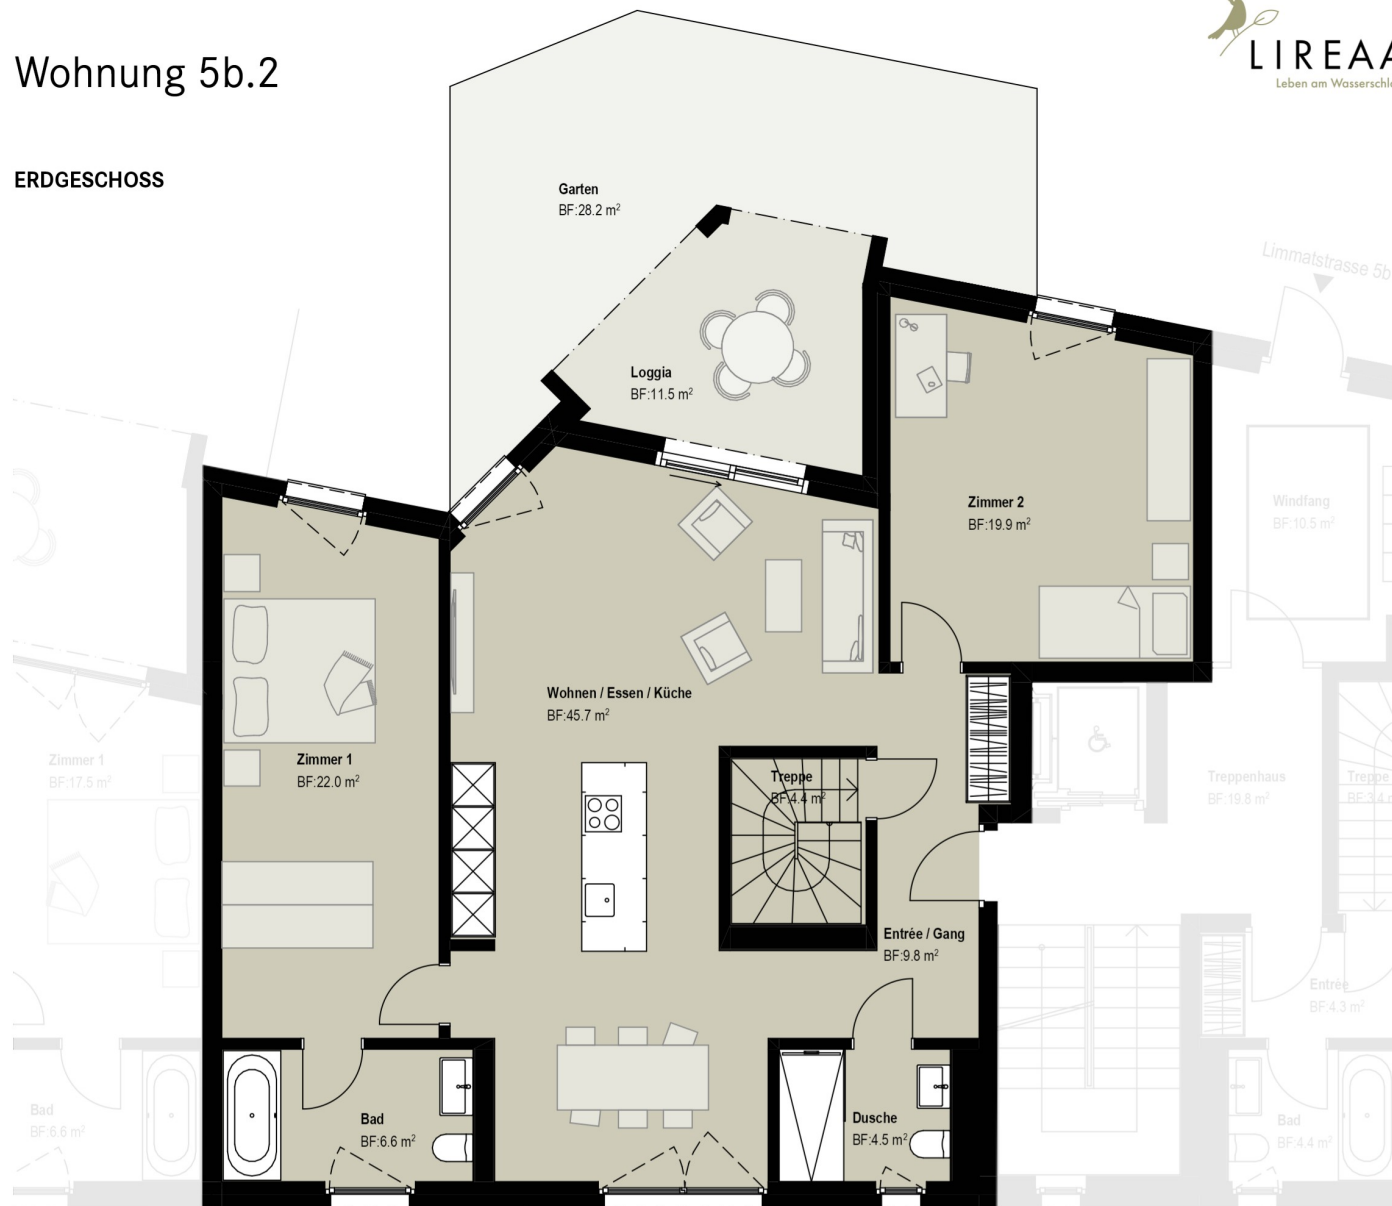 Wohnung 5b.2
LIREAA
Leben am Wasserschl
ERDGESCHOSS
Garten
BF:28.2 m²
Limmatstrasse 5b
Loggia
BF:11.5 m²
Zimmer 2
BF:19.9 m²
Windfang
BF:10.5 m²
Wohnen / Essen / Küche
BF:45.7 m²
Zimmer 1
BF:17.5 m²
Zimmer 1
BF:22.0 m²
Treppe
BF:4.4 m²
Treppenhaus
BF:19.8 m²
Treppe
BF:3.4
Entrée / Gang
BF:9.8 m²
Entrée
BF:4.3 m²
Bad
BF:6.6 m²
Bad
BF:6.6 m²
Dusche
BF:4.5 m²
Bad
BF:4.4 m²